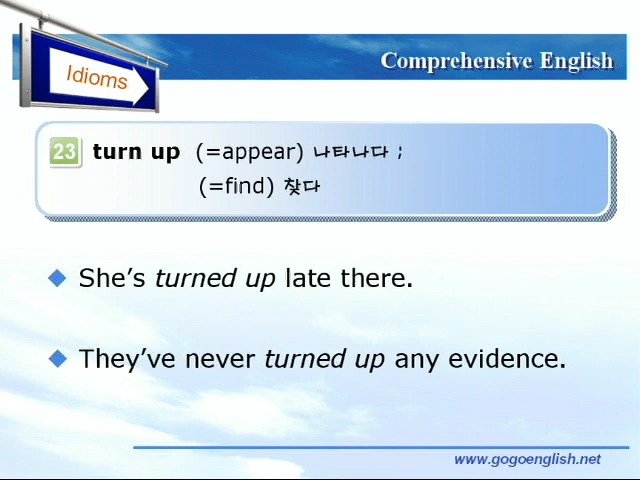 Idioms
Comprehensive English
23 turn up (=appear) 나타나다 ;
(=find) 찾다
She’s turned up late there.
They’ve never turned up any evidence.
www.gogoenglish.net